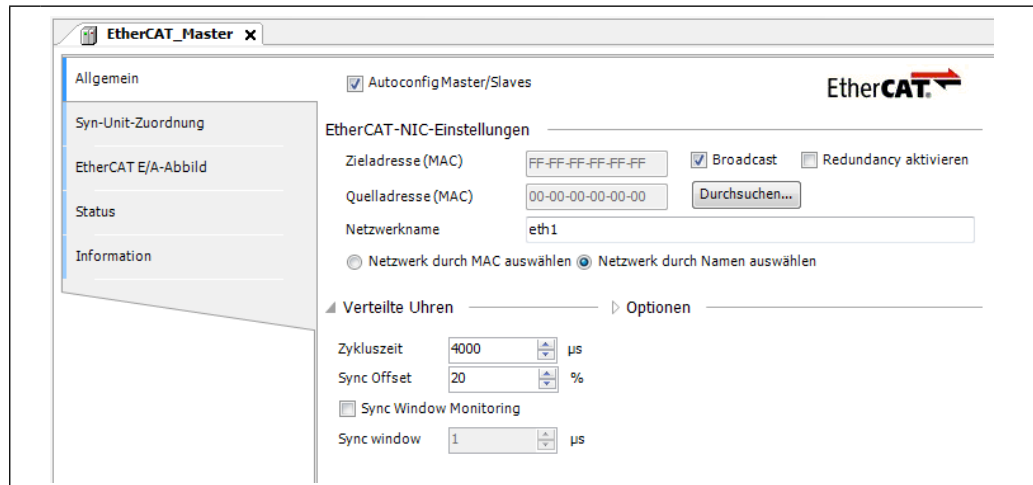 EtherCAT_Master
Allgemein
Syn-Unit-Zuordnung
EtherCAT E/A-Abbild
Status
Information
Autoconfig Master/Slaves
EtherCAT.
EtherCAT-NIC-Einstellungen
Zieladresse (MAC) FF-FF-FF-FF-FF-FF Broadcast Redundancy aktivieren
Quelladresse (MAC) 00-00-00-00-00-00 Durchsuchen...
Netzwerkname eth1
Netzwerk durch MAC auswählen Netzwerk durch Namen auswählen
Verteilte Uhren Optionen
Zykluszeit 4000 µs
Sync Offset 20 %
Sync Window Monitoring
Sync window 1 µs